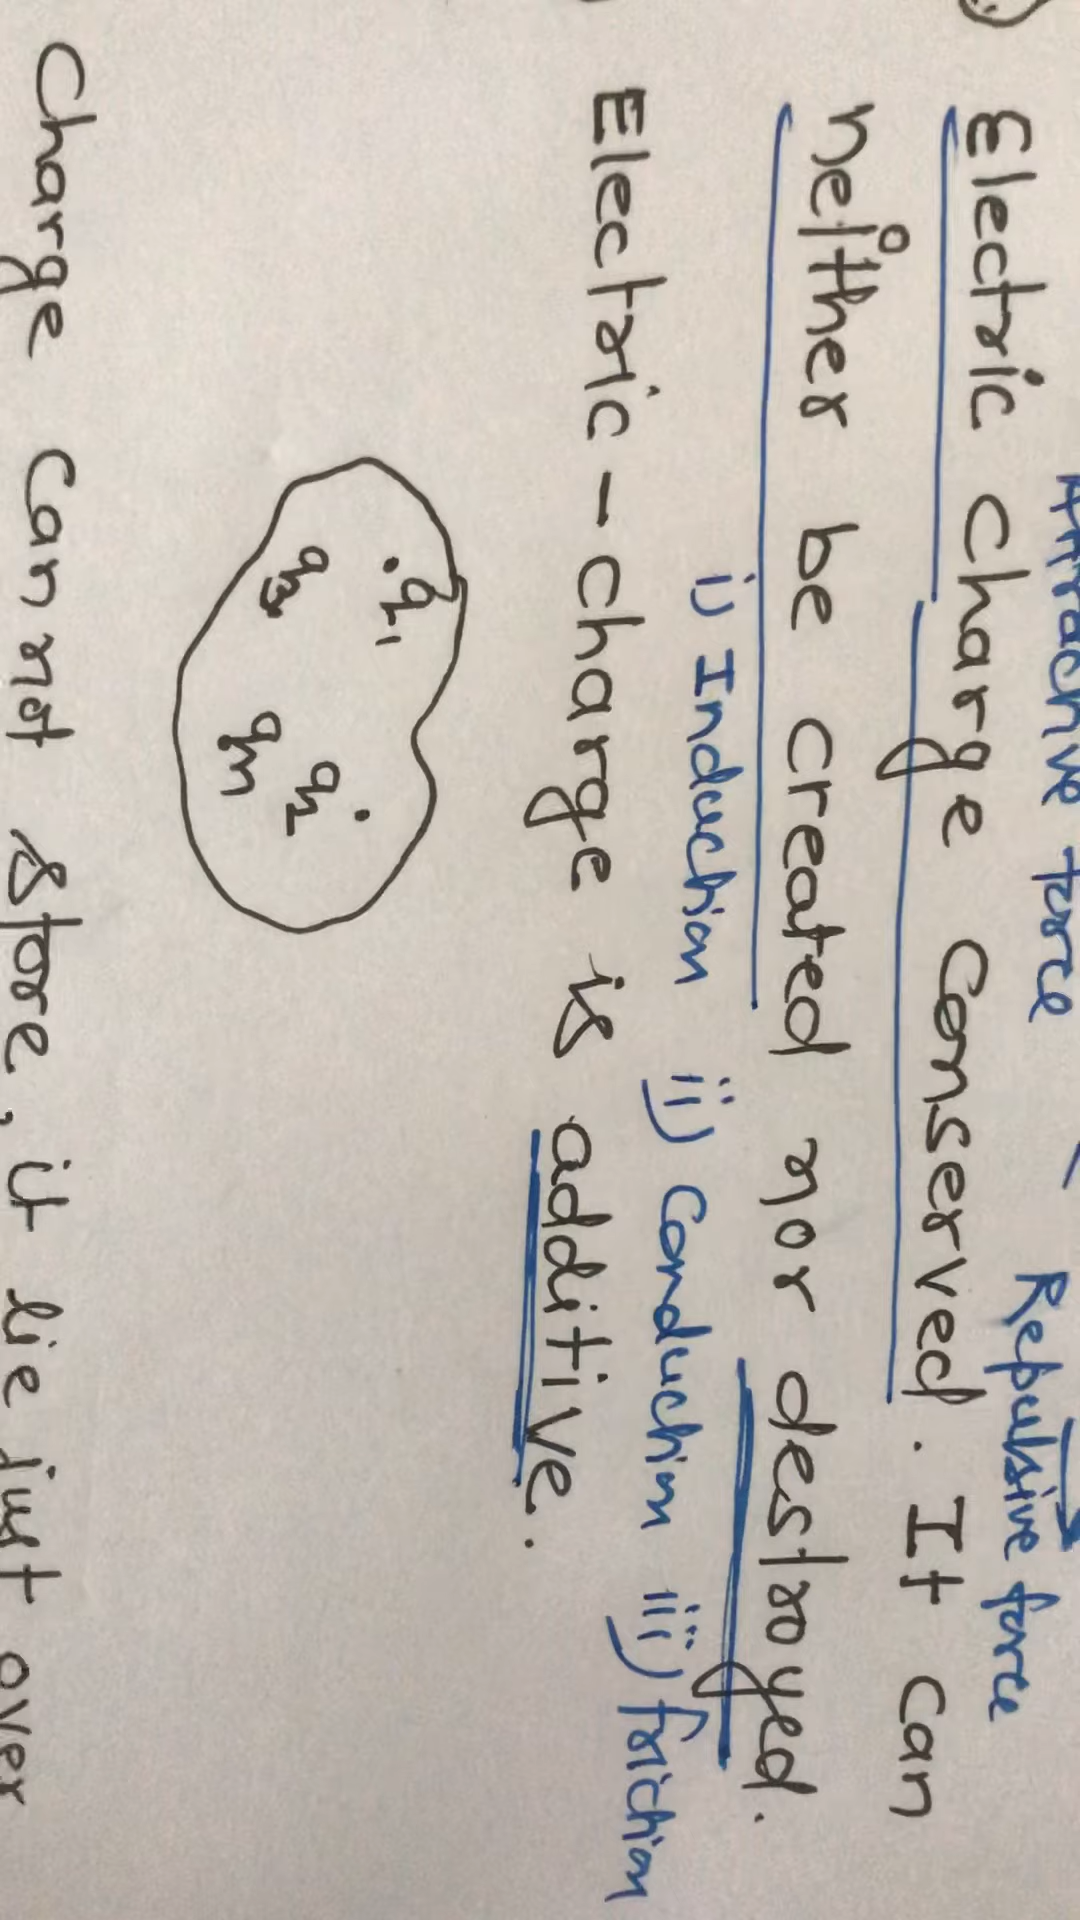 Attractive force Repulsive force
Electric charge conserved. It can
neither be created nor destroyed.
i) Induction ii) Conduction iii) friction
Electric-charge is additive.
q1 q2
q3 qn
Charge can not store, it lie just over